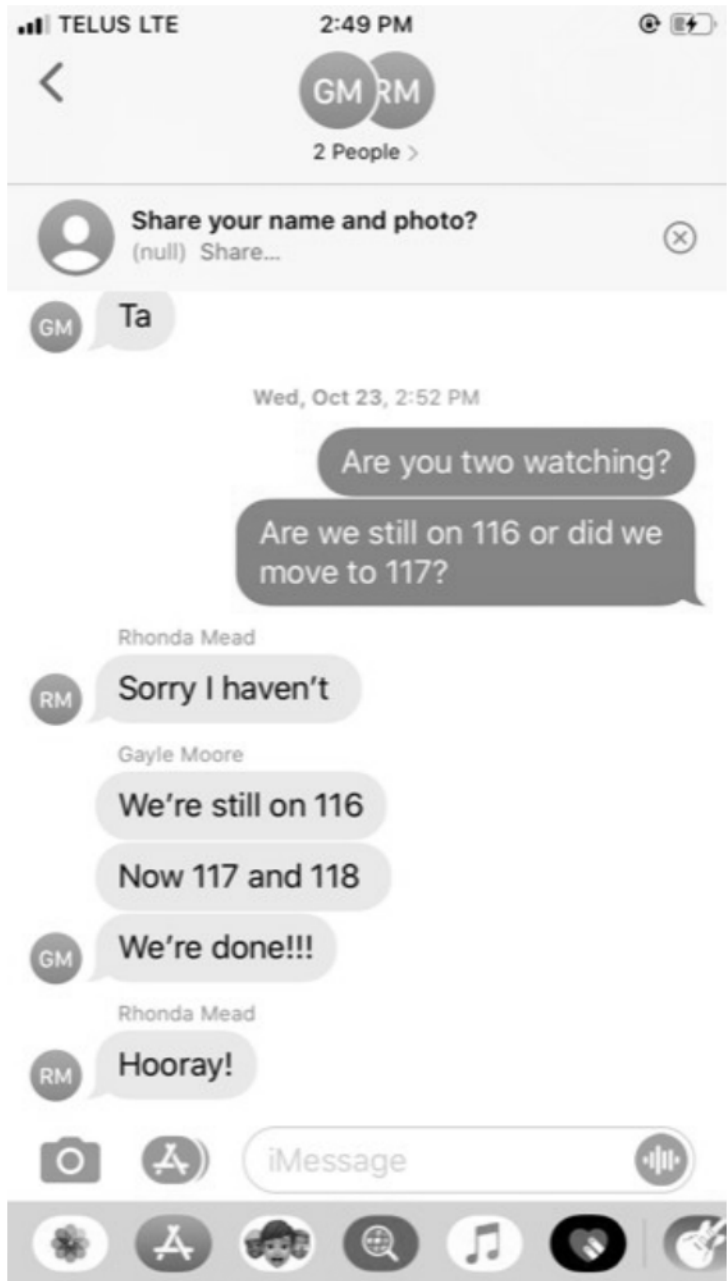 TELUS LTE 2:49 PM
GM RM
2 People >
Share your name and photo?
(null) Share...
GM Ta
Wed, Oct 23, 2:52 PM
Are you two watching?
Are we still on 116 or did we
move to 117?
Rhonda Mead
RM Sorry I haven't
Gayle Moore
We're still on 116
Now 117 and 118
GM We're done!!!
Rhonda Mead
RM Hooray!
iMessage